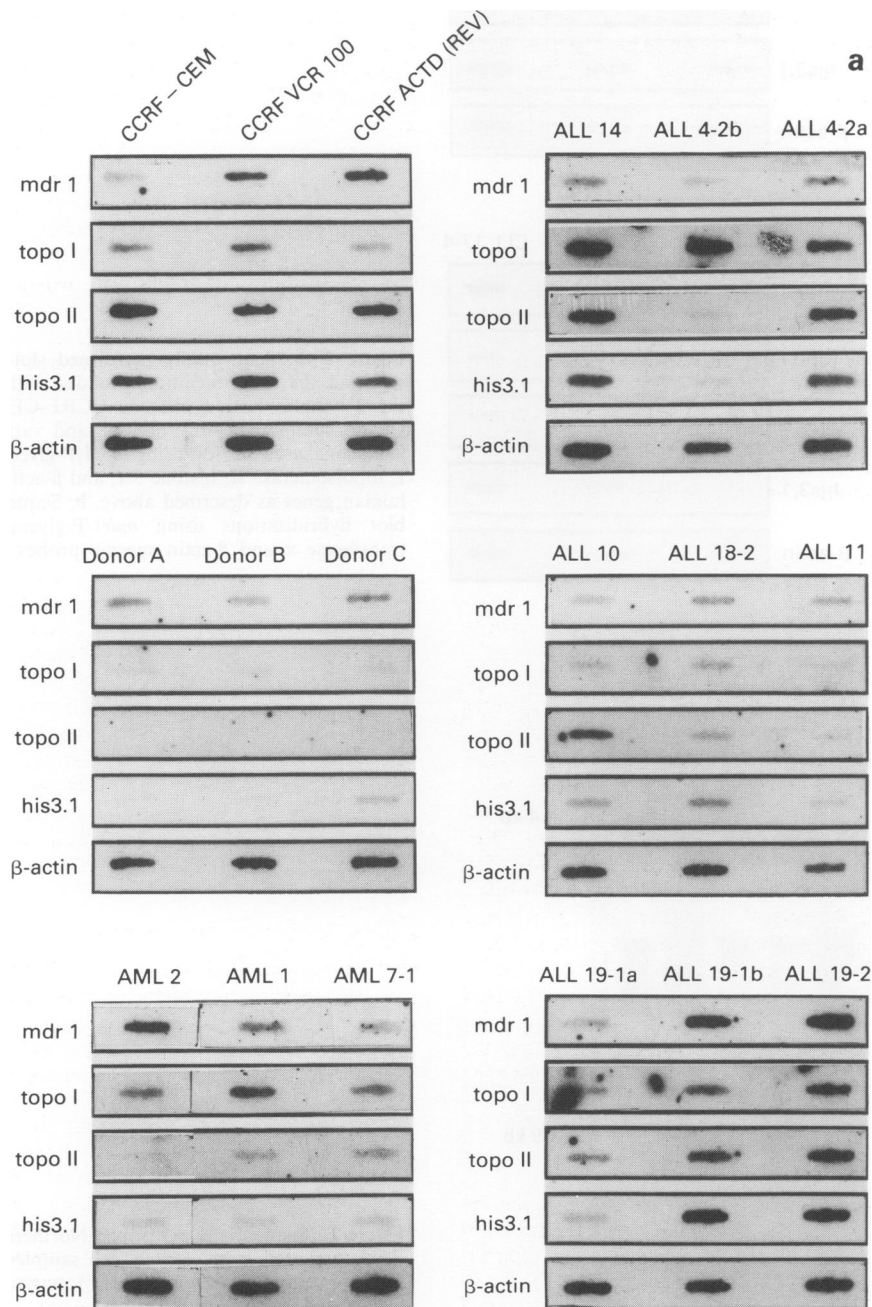 a
CCRF – CEM
CCRF VCR 100
CCRF ACTD (REV)
mdr 1
topo I
topo II
his3.1
β-actin
ALL 14 ALL 4-2b ALL 4-2a
mdr 1
topo I
topo II
his3.1
β-actin
Donor A Donor B Donor C
mdr 1
topo I
topo II
his3.1
β-actin
ALL 10 ALL 18-2 ALL 11
mdr 1
topo I
topo II
his3.1
β-actin
AML 2 AML 1 AML 7-1
mdr 1
topo I
topo II
his3.1
β-actin
ALL 19-1a ALL 19-1b ALL 19-2
mdr 1
topo I
topo II
his3.1
β-actin